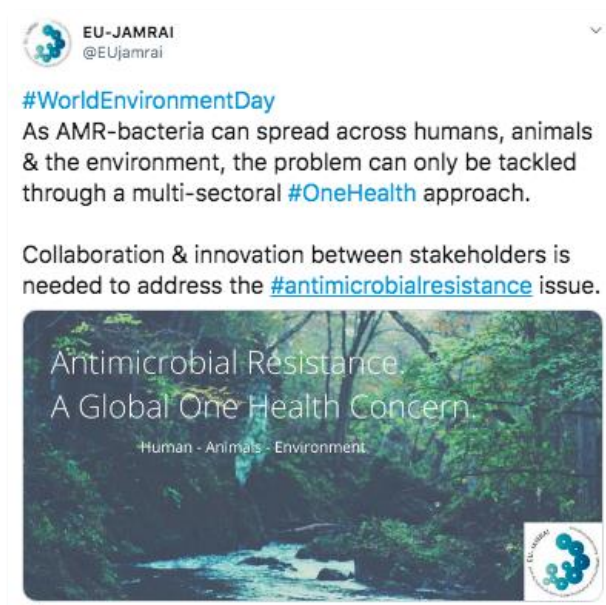 EU-JAMRAI
@EUjamrai
#WorldEnvironmentDay
As AMR-bacteria can spread across humans, animals
& the environment, the problem can only be tackled
through a multi-sectoral #OneHealth approach.
Collaboration & innovation between stakeholders is
needed to address the #antimicrobialresistance issue.
Antimicrobial Resistance.
A Global One Health Concern.
Human - Animals - Environment
EU-JAMRAI